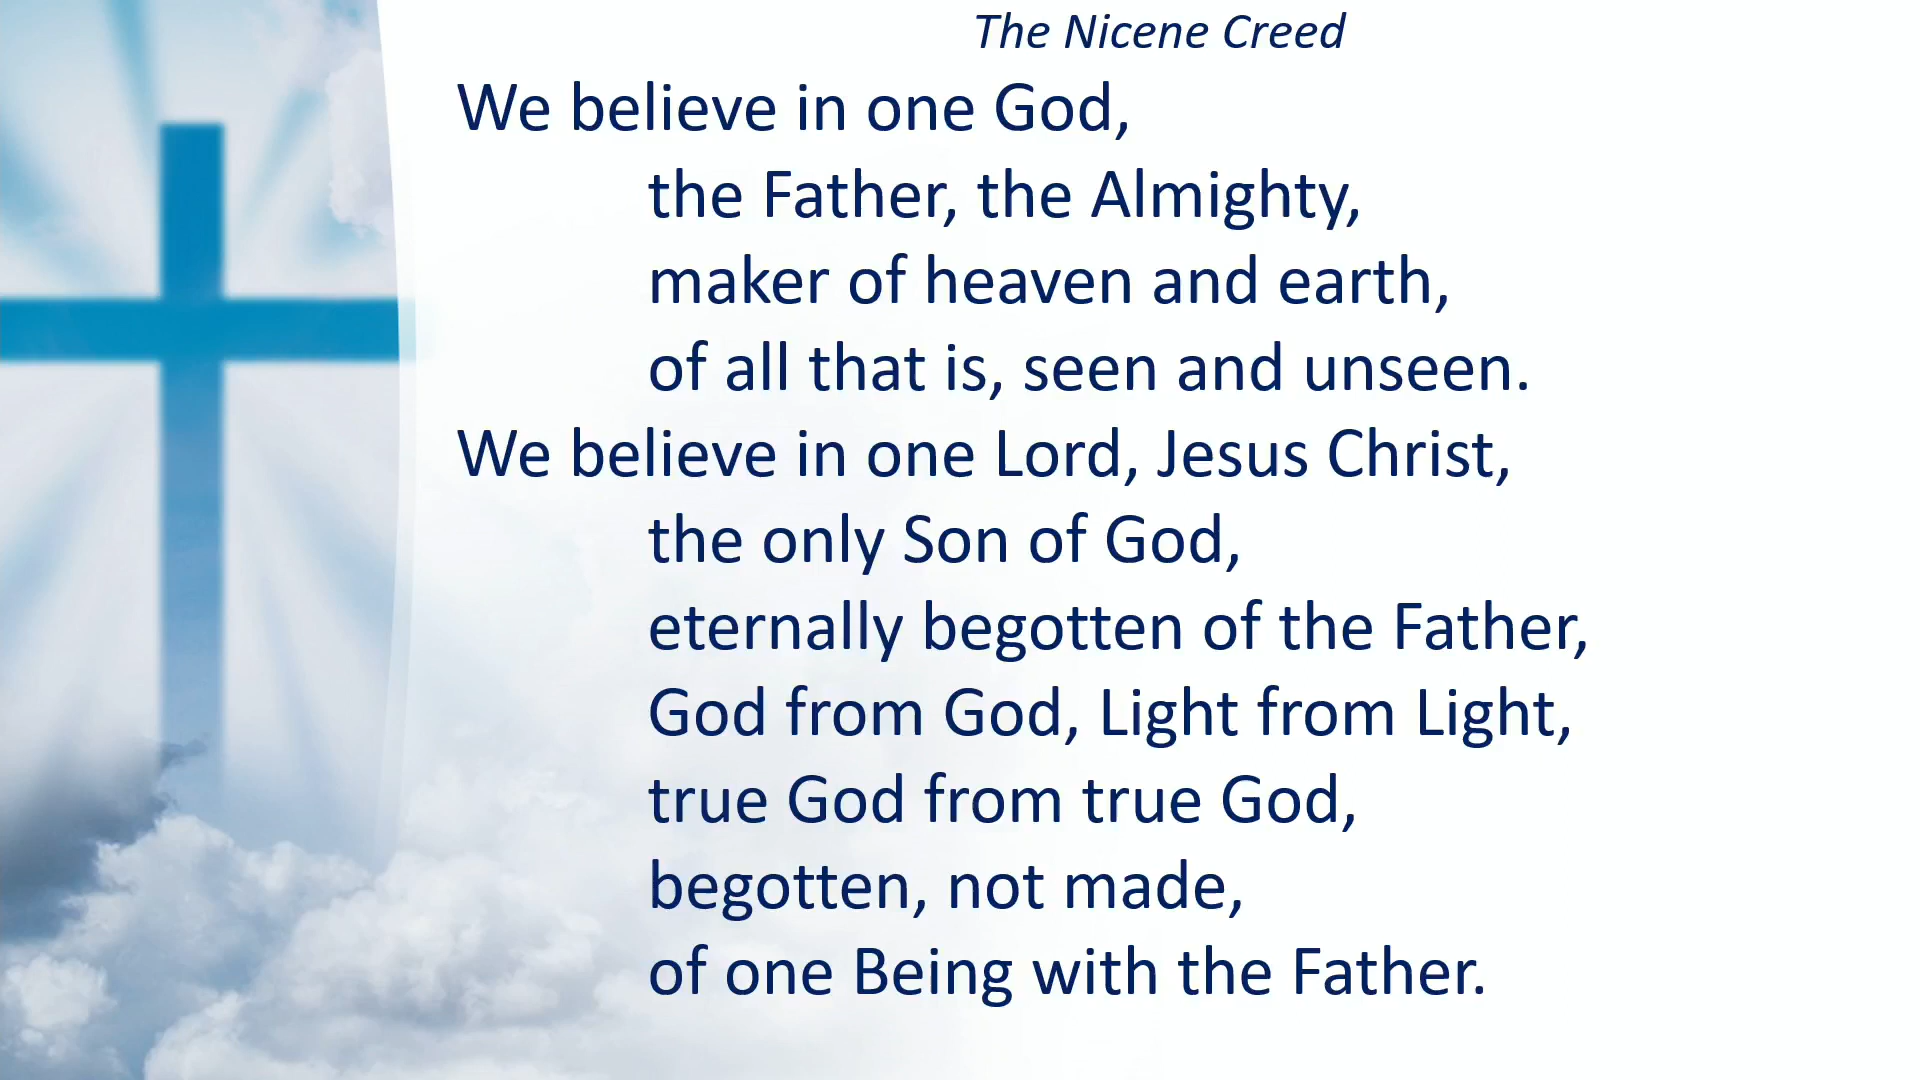 The Nicene Creed
We believe in one God,
the Father, the Almighty,
maker of heaven and earth,
of all that is, seen and unseen.
We believe in one Lord, Jesus Christ,
the only Son of God,
eternally begotten of the Father,
God from God, Light from Light,
true God from true God,
begotten, not made,
of one Being with the Father.